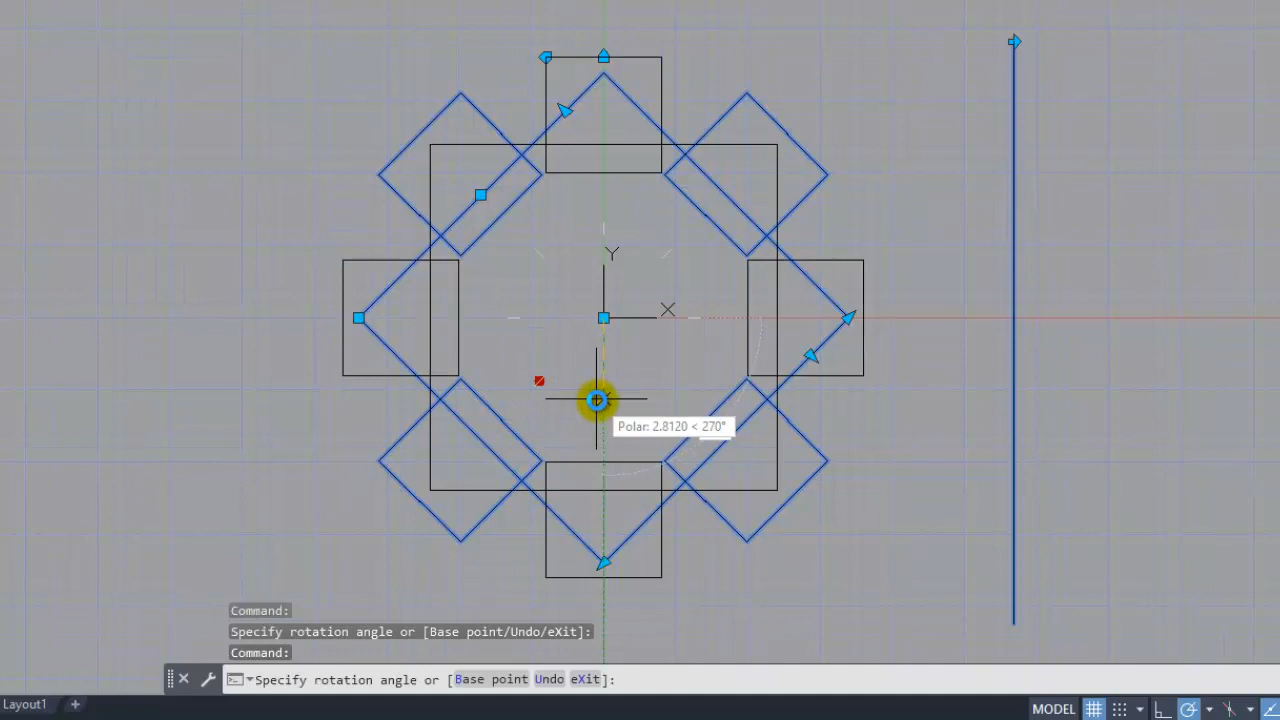 Y
X
Polar: 2.8120 < 270°
Command:
Specify rotation angle or [Base point/Undo/eXit]:
Command:
Specify rotation angle or [Base point Undo eXit]:
Layout1 +
MODEL